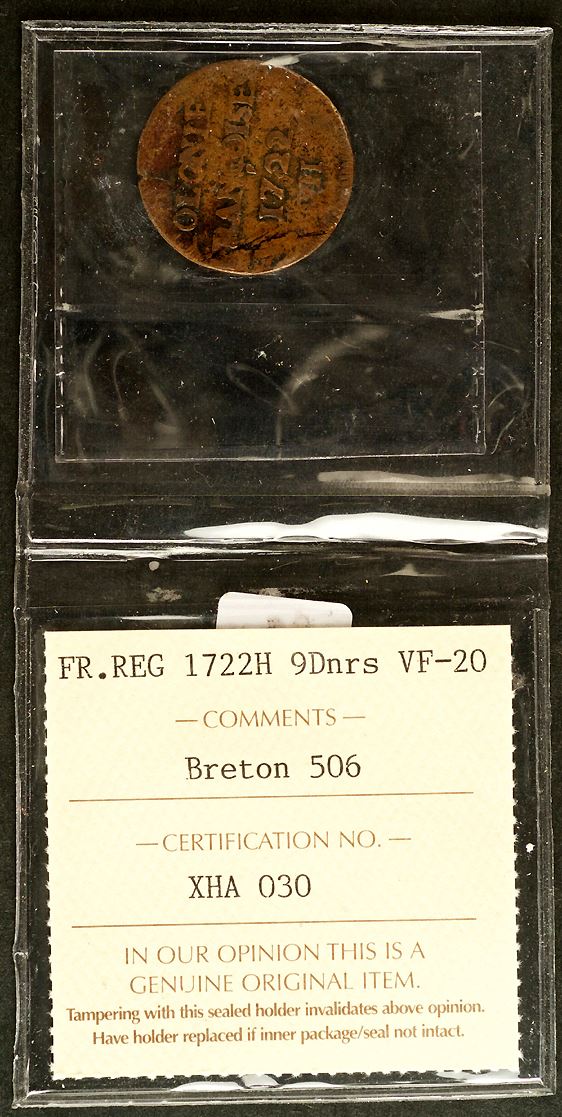 1722
H
FR.REG 1722H 9Dnrs VF-20
— COMMENTS —
Breton 506
— CERTIFICATION NO. —
XHA 030
IN OUR OPINION THIS IS A
GENUINE ORIGINAL ITEM.
Tampering with this sealed holder invalidates above opinion.
Have holder replaced if inner package/seal not intact.